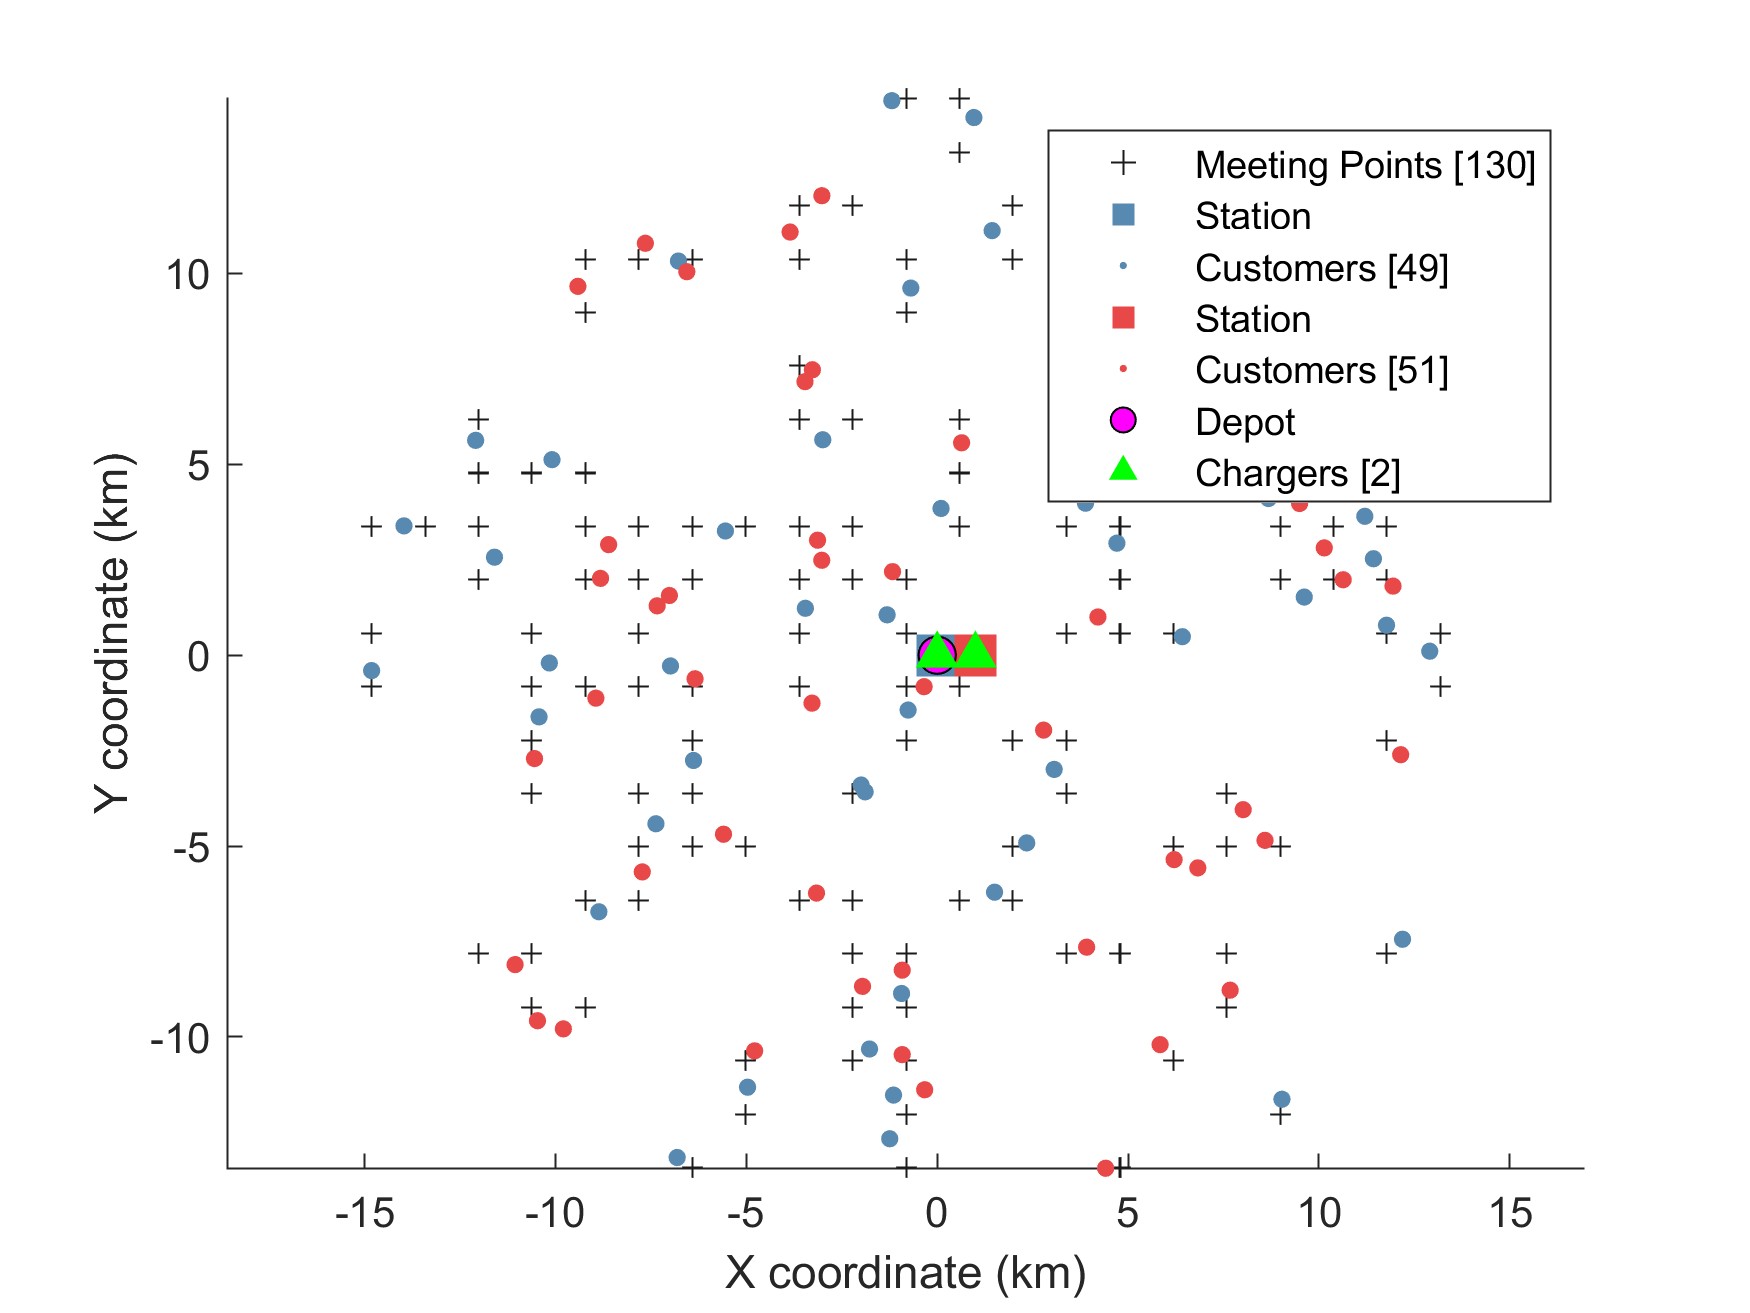 Meeting Points [130]
Station
Customers [49]
Station
Customers [51]
Depot
Chargers [2]
10
5
0
-5
-10
Y coordinate (km)
-15 -10 -5 0 5 10 15
X coordinate (km)